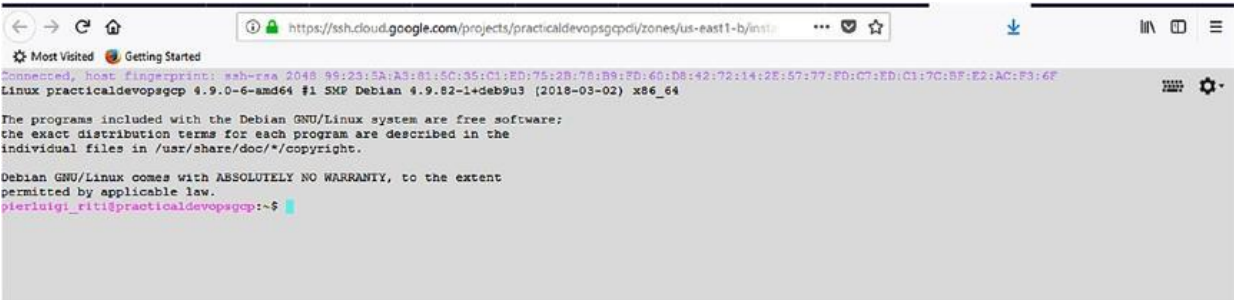 https://ssh.cloud.google.com/projects/practicaldevopsgcpdi/zones/us-east1-b/inst
Most Visited Getting Started
Connected, host fingerprint: ssh-rsa 2048 99:23:5A:A3:81:5C:35:C1:ED:75:2B:78:B9:FD:60:D8:42:72:14:2E:57:77:FD:C7:ED:C1:7C:BF:E2:AC:F3:6F
Linux practicaldevopsgcp 4.9.0-6-amd64 #1 SMP Debian 4.9.82-1+deb9u3 (2018-03-02) x86_64
The programs included with the Debian GNU/Linux system are free software;
the exact distribution terms for each program are described in the
individual files in /usr/share/doc/*/copyright.
Debian GNU/Linux comes with ABSOLUTELY NO WARRANTY, to the extent
permitted by applicable law.
pierluigi_riti@practicaldevopsgcp:~$